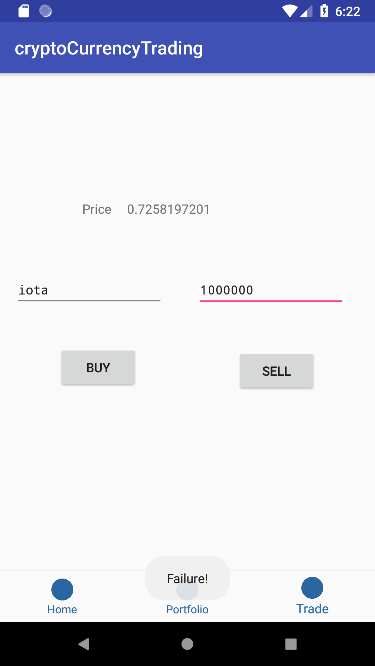 6:22
cryptoCurrencyTrading
Price 0.7258197201
iota 1000000
BUY SELL
Failure!
Home Portfolio Trade